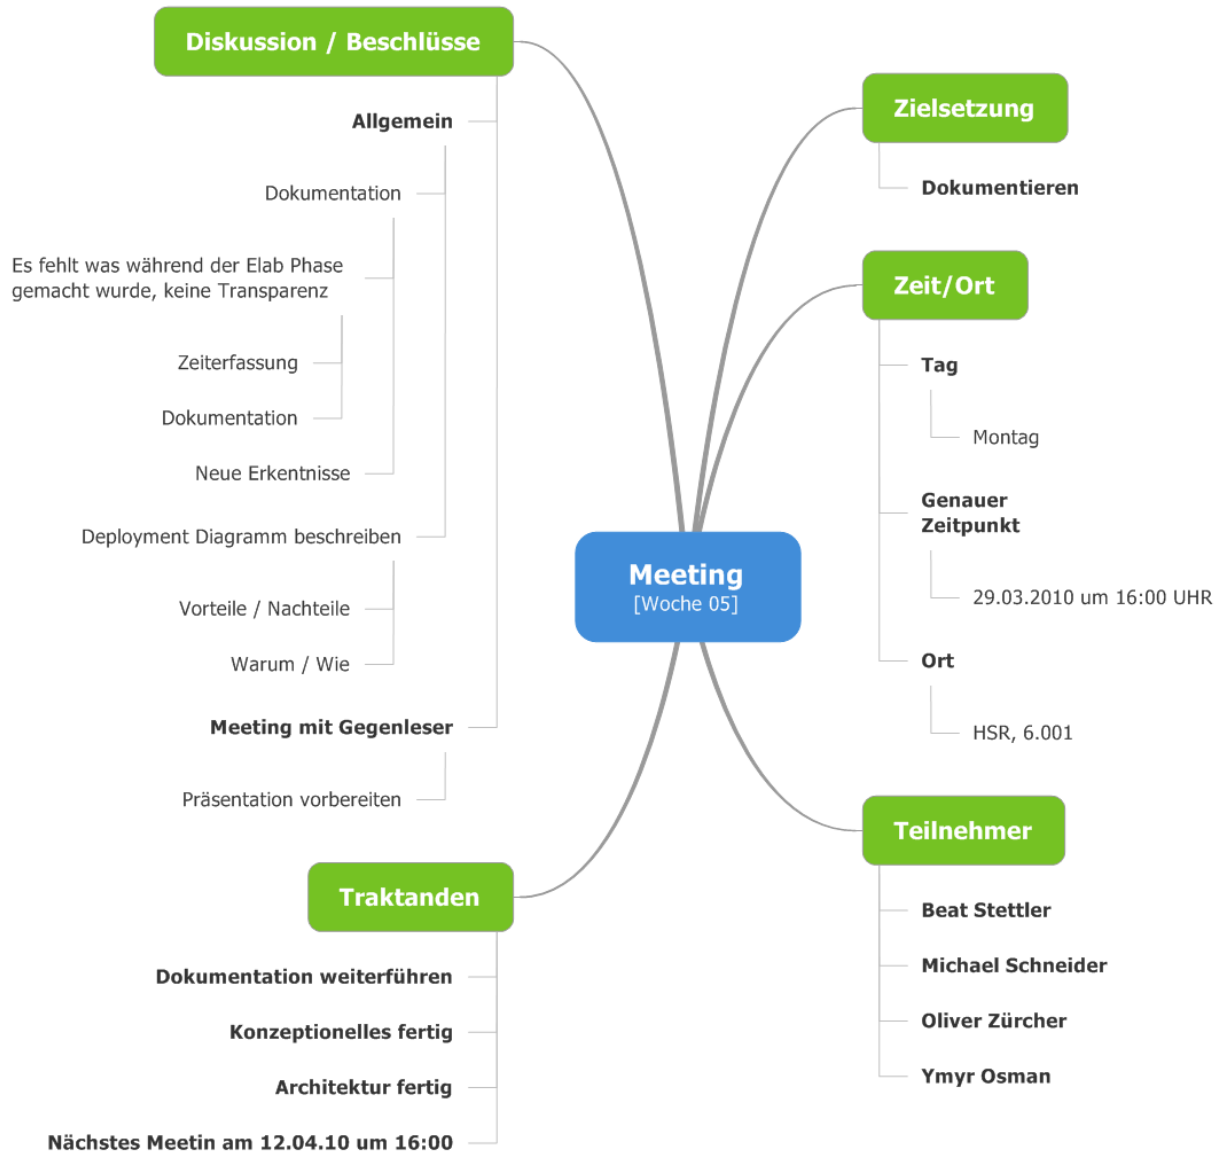 Diskussion / Beschlüsse
Allgemein
Dokumentation
Es fehlt was während der Elab Phase
gemacht wurde, keine Transparenz
Zeiterfassung
Dokumentation
Neue Erkentnisse
Deployment Diagramm beschreiben
Vorteile / Nachteile
Warum / Wie
Meeting mit Gegenleser
Präsentation vorbereiten
Traktanden
Dokumentation weiterführen
Konzeptionelles fertig
Architektur fertig
Nächstes Meetin am 12.04.10 um 16:00
Meeting
[Woche 05]
Zielsetzung
Dokumentieren
Zeit/Ort
Tag
Montag
Genauer
Zeitpunkt
29.03.2010 um 16:00 UHR
Ort
HSR, 6.001
Teilnehmer
Beat Stettler
Michael Schneider
Oliver Zürcher
Ymyr Osman